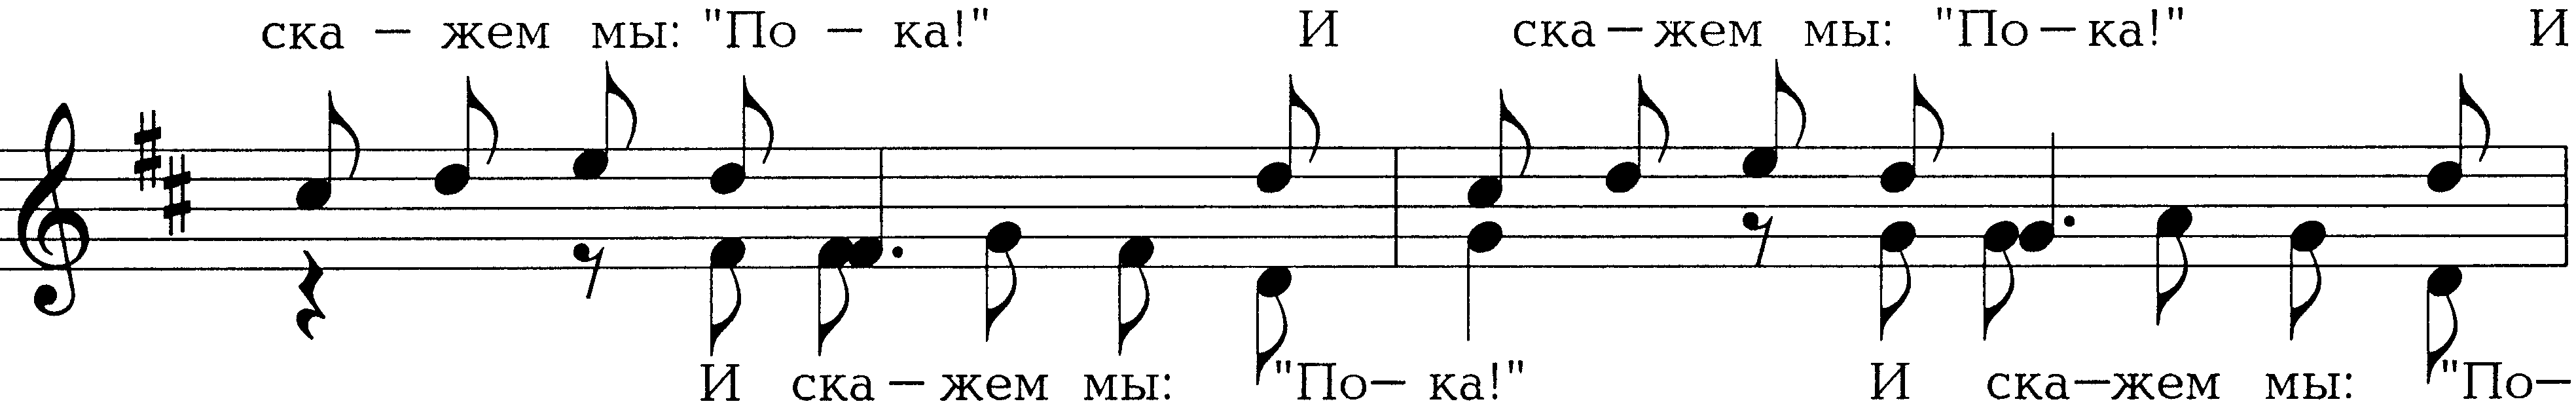 ска – жем мы: "По – ка!" И ска – жем мы: "По – ка!" И
И ска – жем мы: "По – ка!" И ска – жем мы: "По –